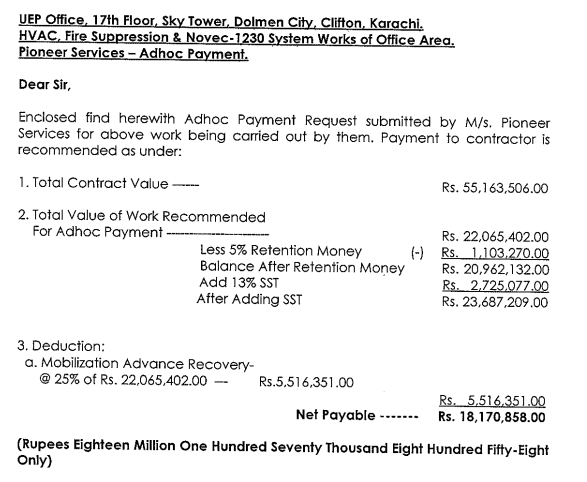 UEP Office, 17th Floor, Sky Tower, Dolmen City, Clifton, Karachi.
HVAC, Fire Suppression & Novec-1230 System Works of Office Area.
Pioneer Services – Adhoc Payment.
Dear Sir,
Enclosed find herewith Adhoc Payment Request submitted by M/s. Pioneer
Services for above work being carried out by them. Payment to contractor is
recommended as under:
1. Total Contract Value ------ Rs. 55,163,506.00
2. Total Value of Work Recommended
For Adhoc Payment ------------------------ Rs. 22,065,402.00
Less 5% Retention Money (-) Rs. 1,103,270.00
Balance After Retention Money Rs. 20,962,132.00
Add 13% SST Rs. 2,725,077.00
After Adding SST Rs. 23,687,209.00
3. Deduction:
a. Mobilization Advance Recovery-
@ 25% of Rs. 22,065,402.00 --- Rs.5,516,351.00
Rs. 5,516,351.00
Net Payable ------- Rs. 18,170,858.00
(Rupees Eighteen Million One Hundred Seventy Thousand Eight Hundred Fifty-Eight
Only)